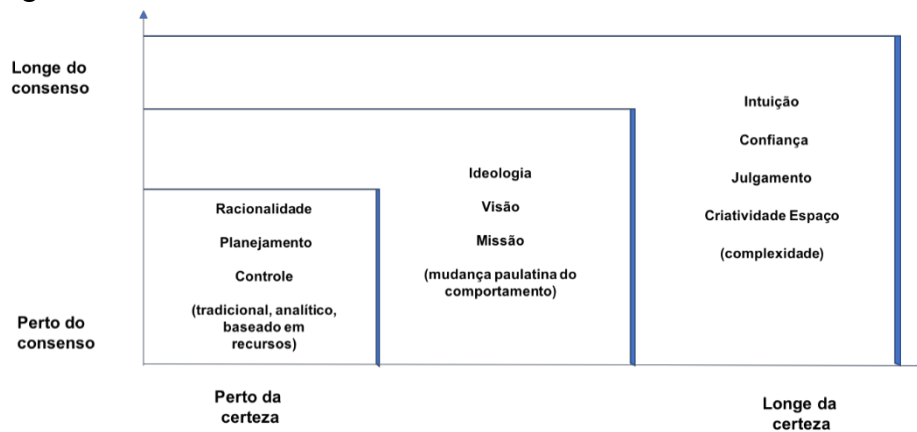 Longe do
consenso
Perto do
consenso
Racionalidade
Planejamento
Controle
(tradicional, analítico,
baseado em
recursos)
Ideologia
Visão
Missão
(mudança paulatina do
comportamento)
Intuição
Confiança
Julgamento
Criatividade Espaço
(complexidade)
Perto da
certeza
Longe da
certeza